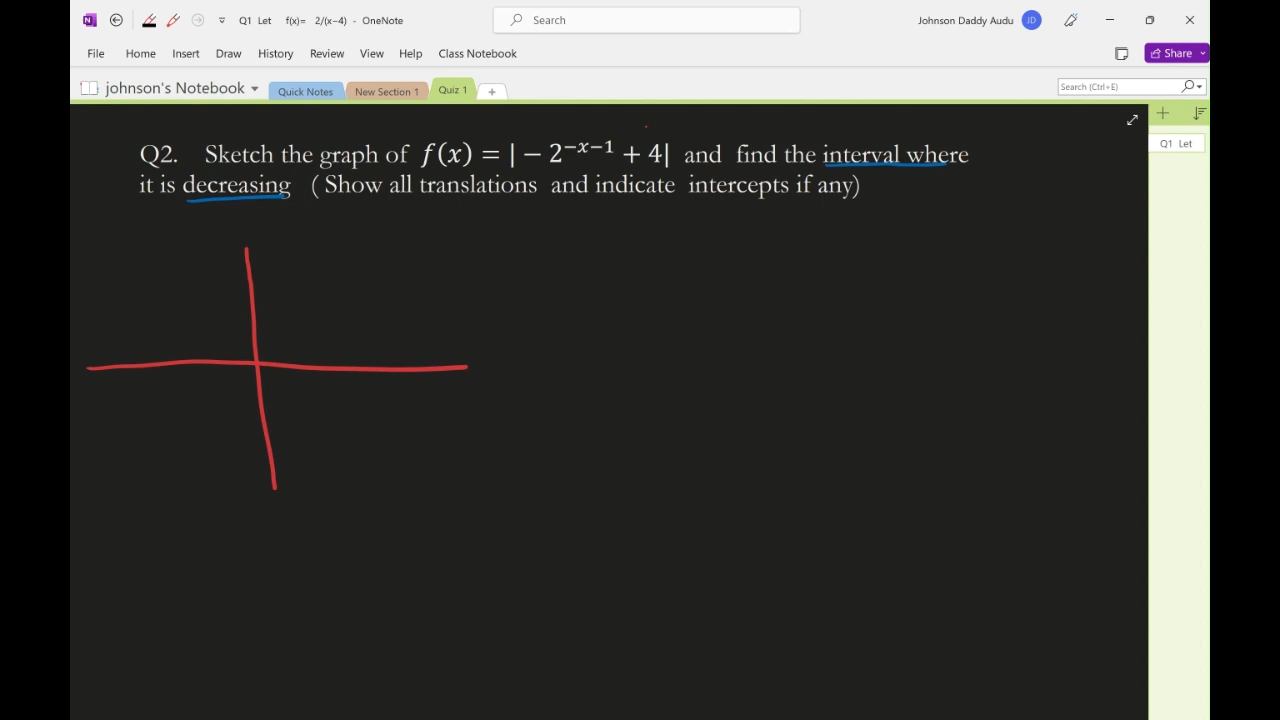 Q1 Let f(x)= 2/(x−4) - OneNote
Search
Johnson Daddy Audu JD
File Home Insert Draw History Review View Help Class Notebook
Share
johnson's Notebook Quick Notes New Section 1 Quiz 1 +
Search (Ctrl+E)
Q1 Let
Q2. Sketch the graph of f(x) = | − 2^{−x−1} + 4| and find the interval where
it is decreasing ( Show all translations and indicate intercepts if any)